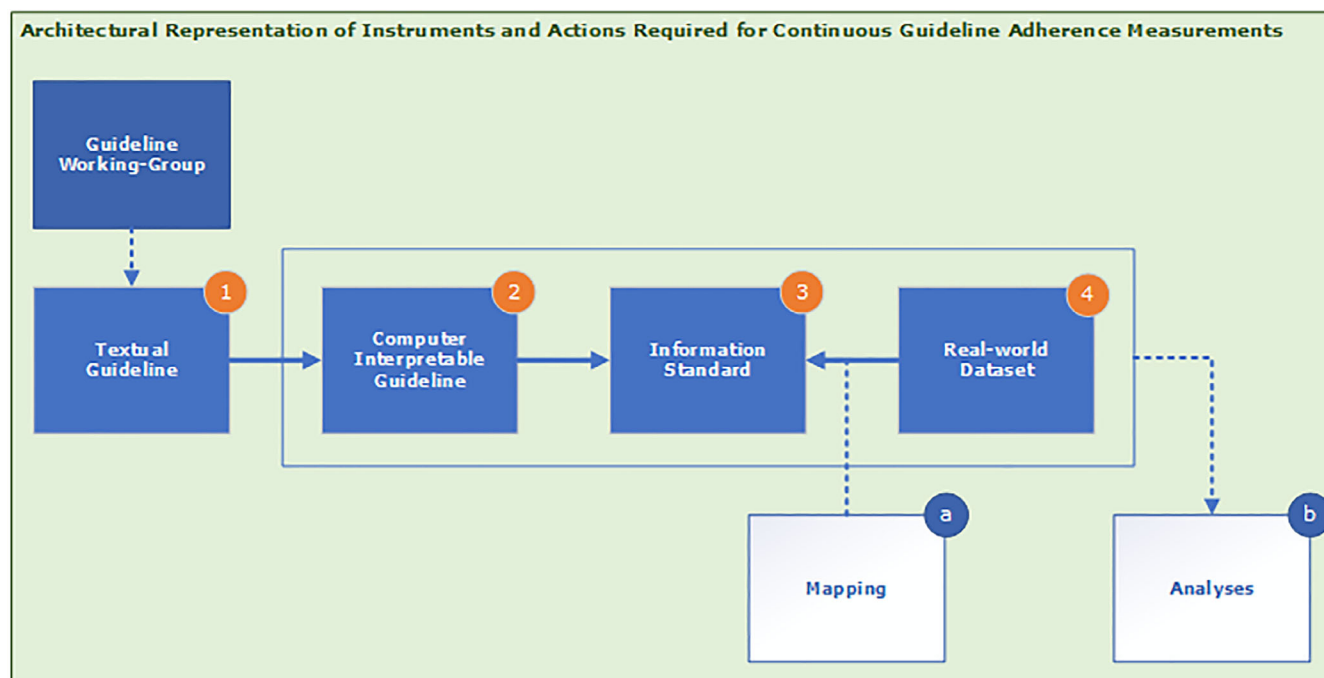 Architectural Representation of Instruments and Actions Required for Continuous Guideline Adherence Measurements
Guideline
Working-Group
1
Textual
Guideline
2
Computer
Interpretable
Guideline
3
Information
Standard
4
Real-world
Dataset
a
Mapping
b
Analyses